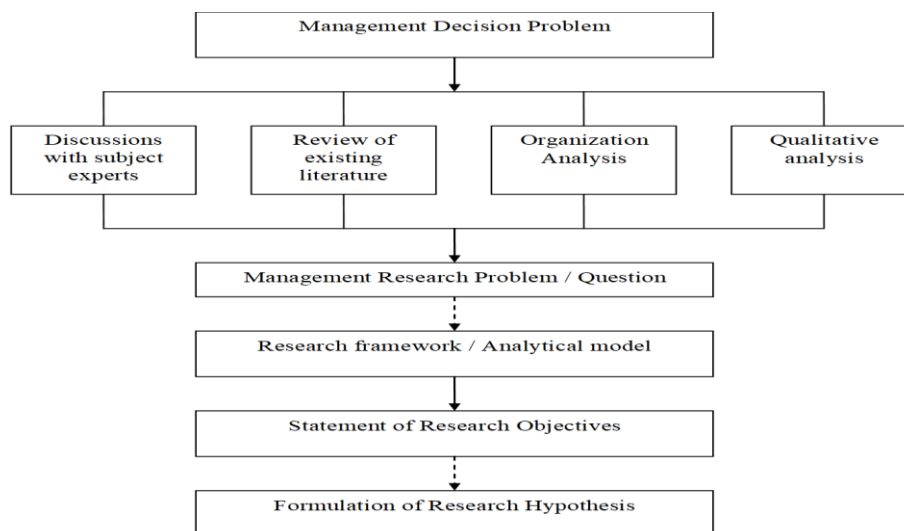 Management Decision Problem
Discussions
with subject
experts
Review of
existing
literature
Organization
Analysis
Qualitative
analysis
Management Research Problem / Question
Research framework / Analytical model
Statement of Research Objectives
Formulation of Research Hypothesis